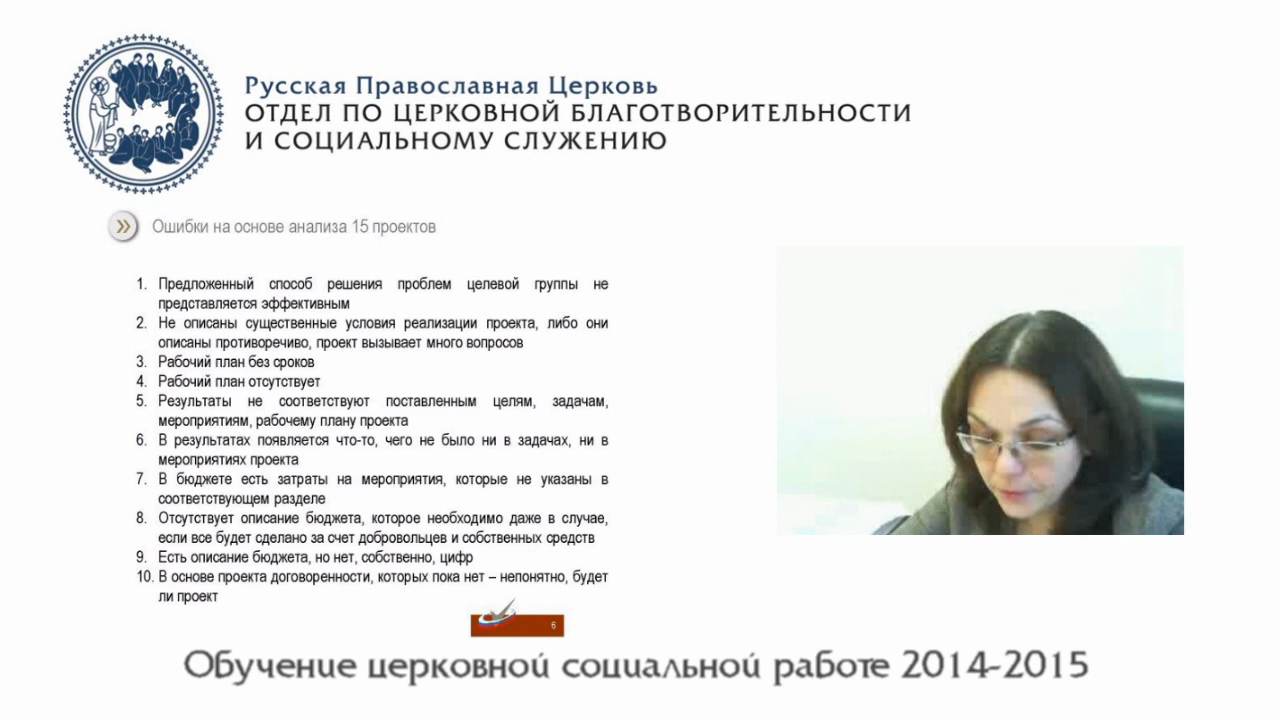 Русская Православная Церковь
ОТДЕЛ ПО ЦЕРКОВНОЙ БЛАГОТВОРИТЕЛЬНОСТИ
И СОЦИАЛЬНОМУ СЛУЖЕНИЮ
Ошибки на основе анализа 15 проектов
1. Предложенный способ решения проблем целевой группы не
представляется эффективным
2. Не описаны существенные условия реализации проекта, либо они
описаны противоречиво, проект вызывает много вопросов
3. Рабочий план без сроков
4. Рабочий план отсутствует
5. Результаты не соответствуют поставленным целям, задачам,
мероприятиям, рабочему плану проекта
6. В результатах появляется что-то, чего не было ни в задачах, ни в
мероприятиях проекта
7. В бюджете есть затраты на мероприятия, которые не указаны в
соответствующем разделе
8. Отсутствует описание бюджета, которое необходимо даже в случае,
если все будет сделано за счет добровольцев и собственных средств
9. Есть описание бюджета, но нет, собственно, цифр
10. В основе проекта договоренности, которых пока нет – непонятно, будет
ли проект
6
Обучение церковной социальной работе 2014-2015